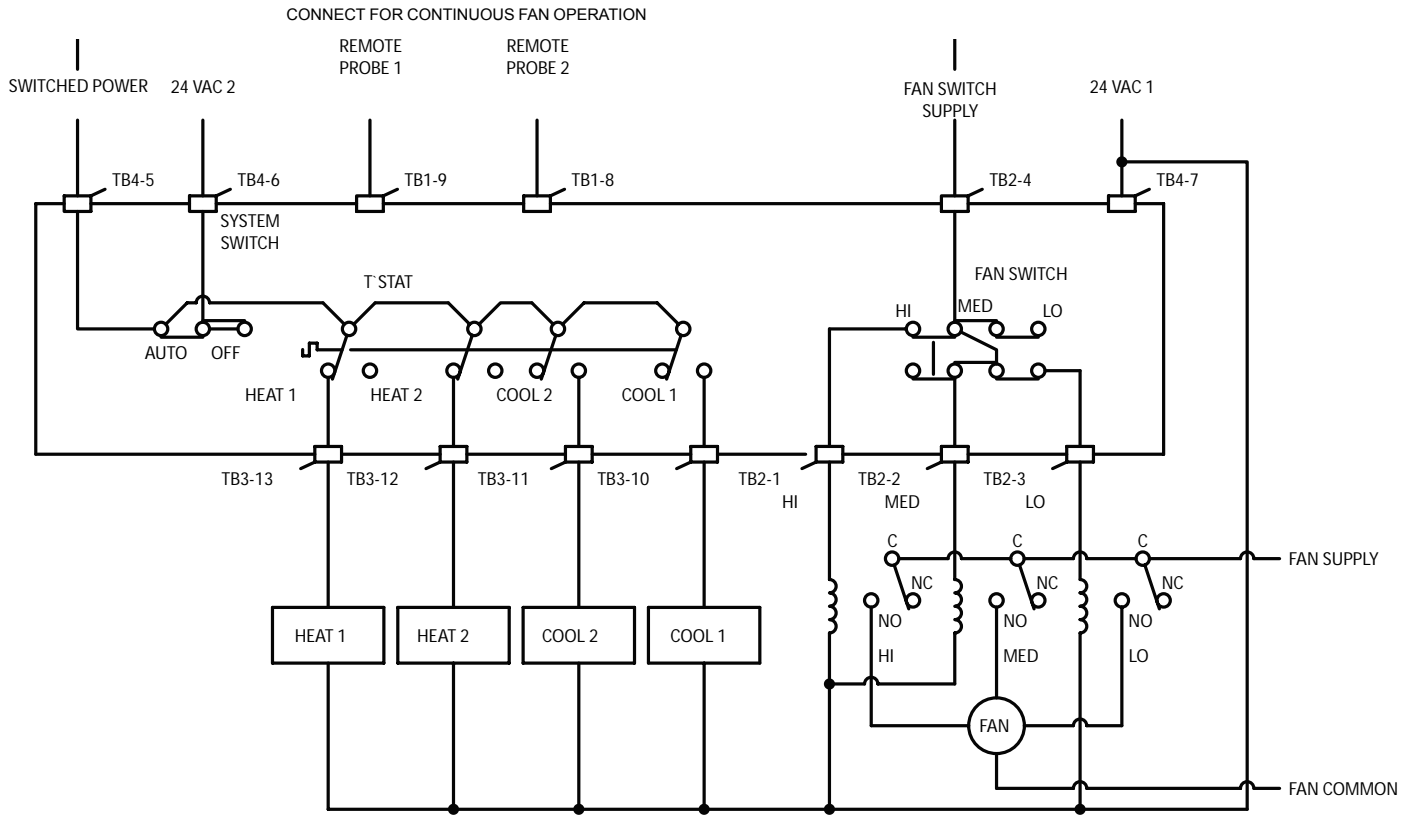 CONNECT FOR CONTINUOUS FAN OPERATION
REMOTE
PROBE 1
REMOTE
PROBE 2
SWITCHED POWER
24 VAC 2
FAN SWITCH
SUPPLY
24 VAC 1
TB4-5
TB4-6
TB1-9
TB1-8
TB2-4
TB4-7
SYSTEM
SWITCH
T`STAT
FAN SWITCH
HI
MED
LO
AUTO
OFF
HEAT 1
HEAT 2
COOL 2
COOL 1
TB3-13
TB3-12
TB3-11
TB3-10
TB2-1
HI
TB2-2
MED
TB2-3
LO
C
C
C
FAN SUPPLY
NC
NC
NC
NO
NO
NO
HEAT 1
HEAT 2
COOL 2
COOL 1
HI
MED
LO
FAN
FAN COMMON